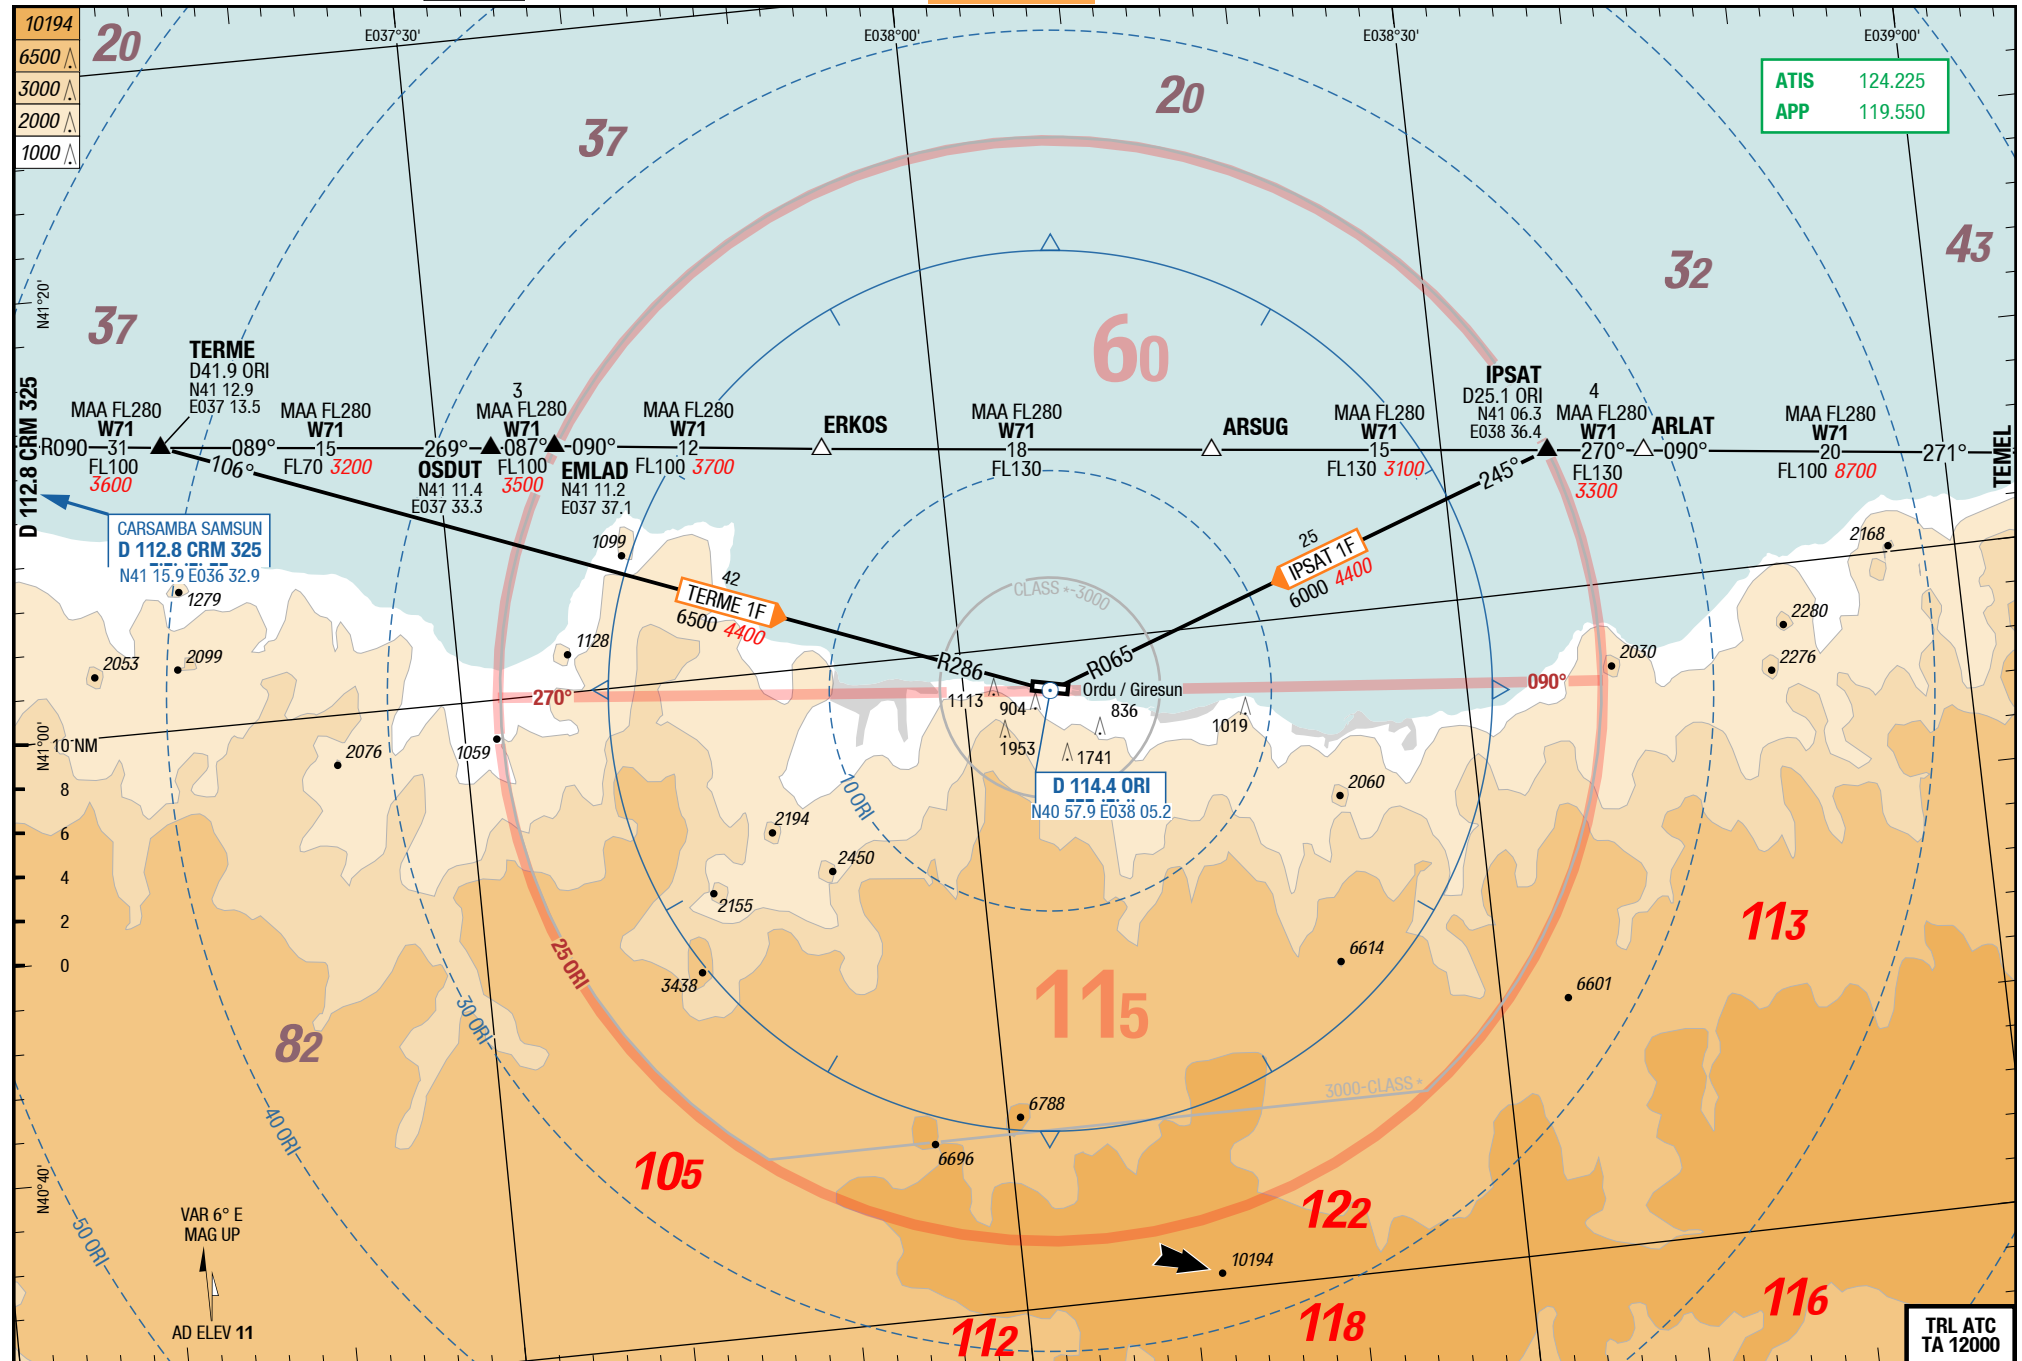 10194
6500
3000
2000
1000
20
E037°30'
E038°00'
E038°30'
E039°00'
ATIS 124.225
APP 119.550
37
20
32
43
37
60
N41°20'
TERME
D41.9 ORI
N41 12.9
E037 13.5
D 112.8 CRM 325
MAA FL280
W71
R090 31
FL100
3600
106°
089°
MAA FL280
W71
15
FL70 3200
269°
OSDUT
N41 11.4
E037 33.3
3
MAA FL280
W71
087°
FL100
3500
090°
EMLAD
N41 11.2
E037 37.1
MAA FL280
W71
12
FL100 3700
ERKOS
MAA FL280
W71
18
FL130
ARSUG
MAA FL280
W71
15
FL130 3100
IPSAT
D25.1 ORI
N41 06.3
E038 36.4
245°
4
MAA FL280
W71
270°
FL130
3300
ARLAT
090°
MAA FL280
W71
20
FL100 8700
271°
TEMEL
CARSAMBA SAMSUN
D 112.8 CRM 325
N41 15.9 E036 32.9
1279
2053
2099
1099
1128
42
TERME 1F
6500 4400
25
IPSAT 1F
6000 4400
CLASS *-3000
R286
R065
Ordu / Giresun
270°
090°
1113
904
836
1019
1953
1741
D 114.4 ORI
N40 57.9 E038 05.2
2168
2280
2276
2030
2060
N41°00'
10 NM
8
6
4
2
0
2076
1059
10 ORI
2194
2450
2155
3438
25 ORI
30 ORI
40 ORI
50 ORI
6614
6601
113
115
82
3000-CLASS *
6788
6696
105
122
N40°40'
VAR 6° E
MAG UP
AD ELEV 11
10194
112
118
116
TRL ATC
TA 12000